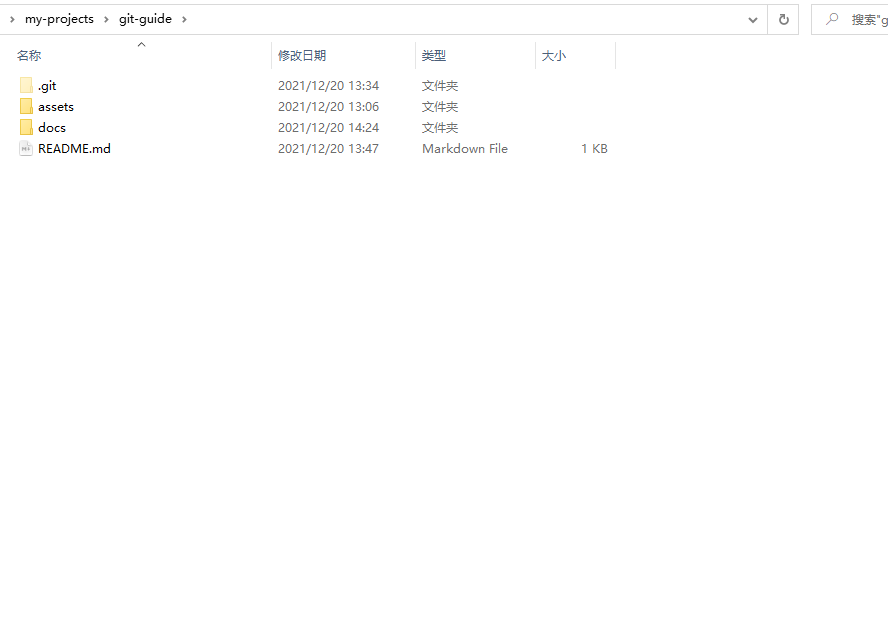 my-projects › git-guide › 搜索"g
名称 修改日期 类型 大小
.git 2021/12/20 13:34 文件夹
assets 2021/12/20 13:06 文件夹
docs 2021/12/20 14:24 文件夹
README.md 2021/12/20 13:47 Markdown File 1 KB